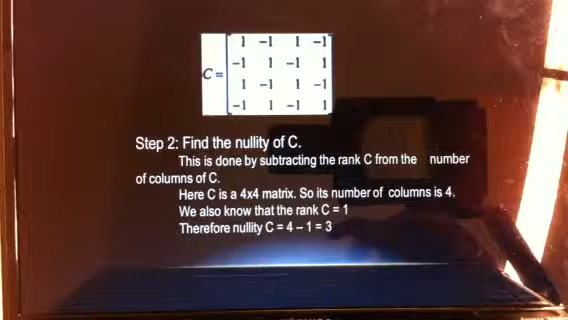 1 -1 1 -1
-1 1 -1 1
C =
1 -1 1 -1
-1 1 -1 1
Step 2: Find the nullity of C.
This is done by subtracting the rank C from the number
of columns of C.
Here C is a 4x4 matrix. So its number of columns is 4.
We also know that the rank C = 1
Therefore nullity C = 4 – 1 = 3